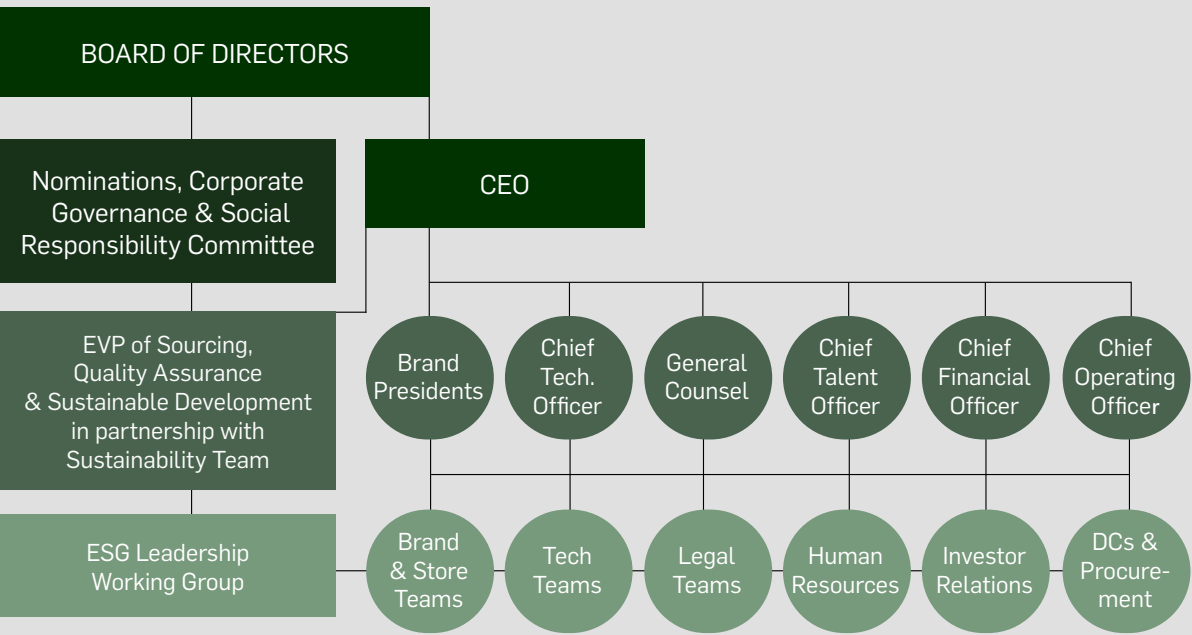 BOARD OF DIRECTORS
Nominations, Corporate
Governance & Social
Responsibility Committee
CEO
EVP of Sourcing,
Quality Assurance
& Sustainable Development
in partnership with
Sustainability Team
Brand
Presidents
Chief
Tech.
Officer
General
Counsel
Chief
Talent
Officer
Chief
Financial
Officer
Chief
Operating
Officer
ESG Leadership
Working Group
Brand
& Store
Teams
Tech
Teams
Legal
Teams
Human
Resources
Investor
Relations
DCs &
Procure-
ment